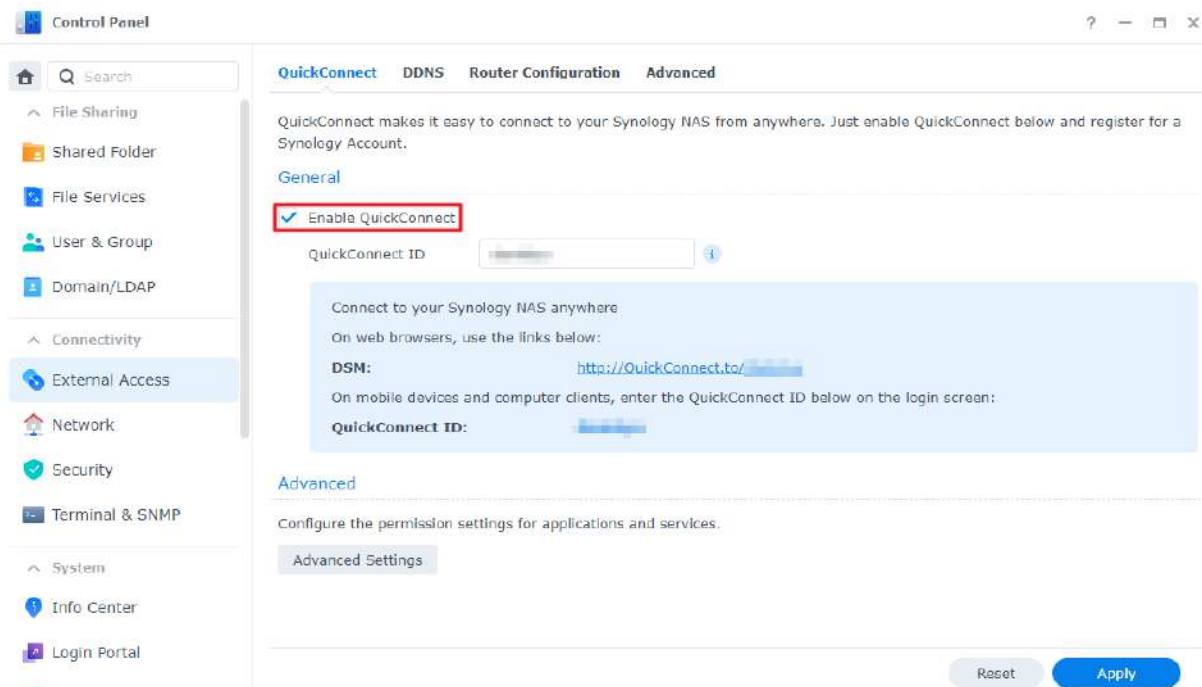 Control Panel
?
Search
File Sharing
Shared Folder
File Services
User & Group
Domain/LDAP
Connectivity
External Access
Network
Security
Terminal & SNMP
System
Info Center
Login Portal
QuickConnect DDNS Router Configuration Advanced
QuickConnect makes it easy to connect to your Synology NAS from anywhere. Just enable QuickConnect below and register for a
Synology Account.
General
Enable QuickConnect
QuickConnect ID
Connect to your Synology NAS anywhere
On web browsers, use the links below:
DSM: http://QuickConnect.to/
On mobile devices and computer clients, enter the QuickConnect ID below on the login screen:
QuickConnect ID:
Advanced
Configure the permission settings for applications and services.
Advanced Settings
Reset Apply